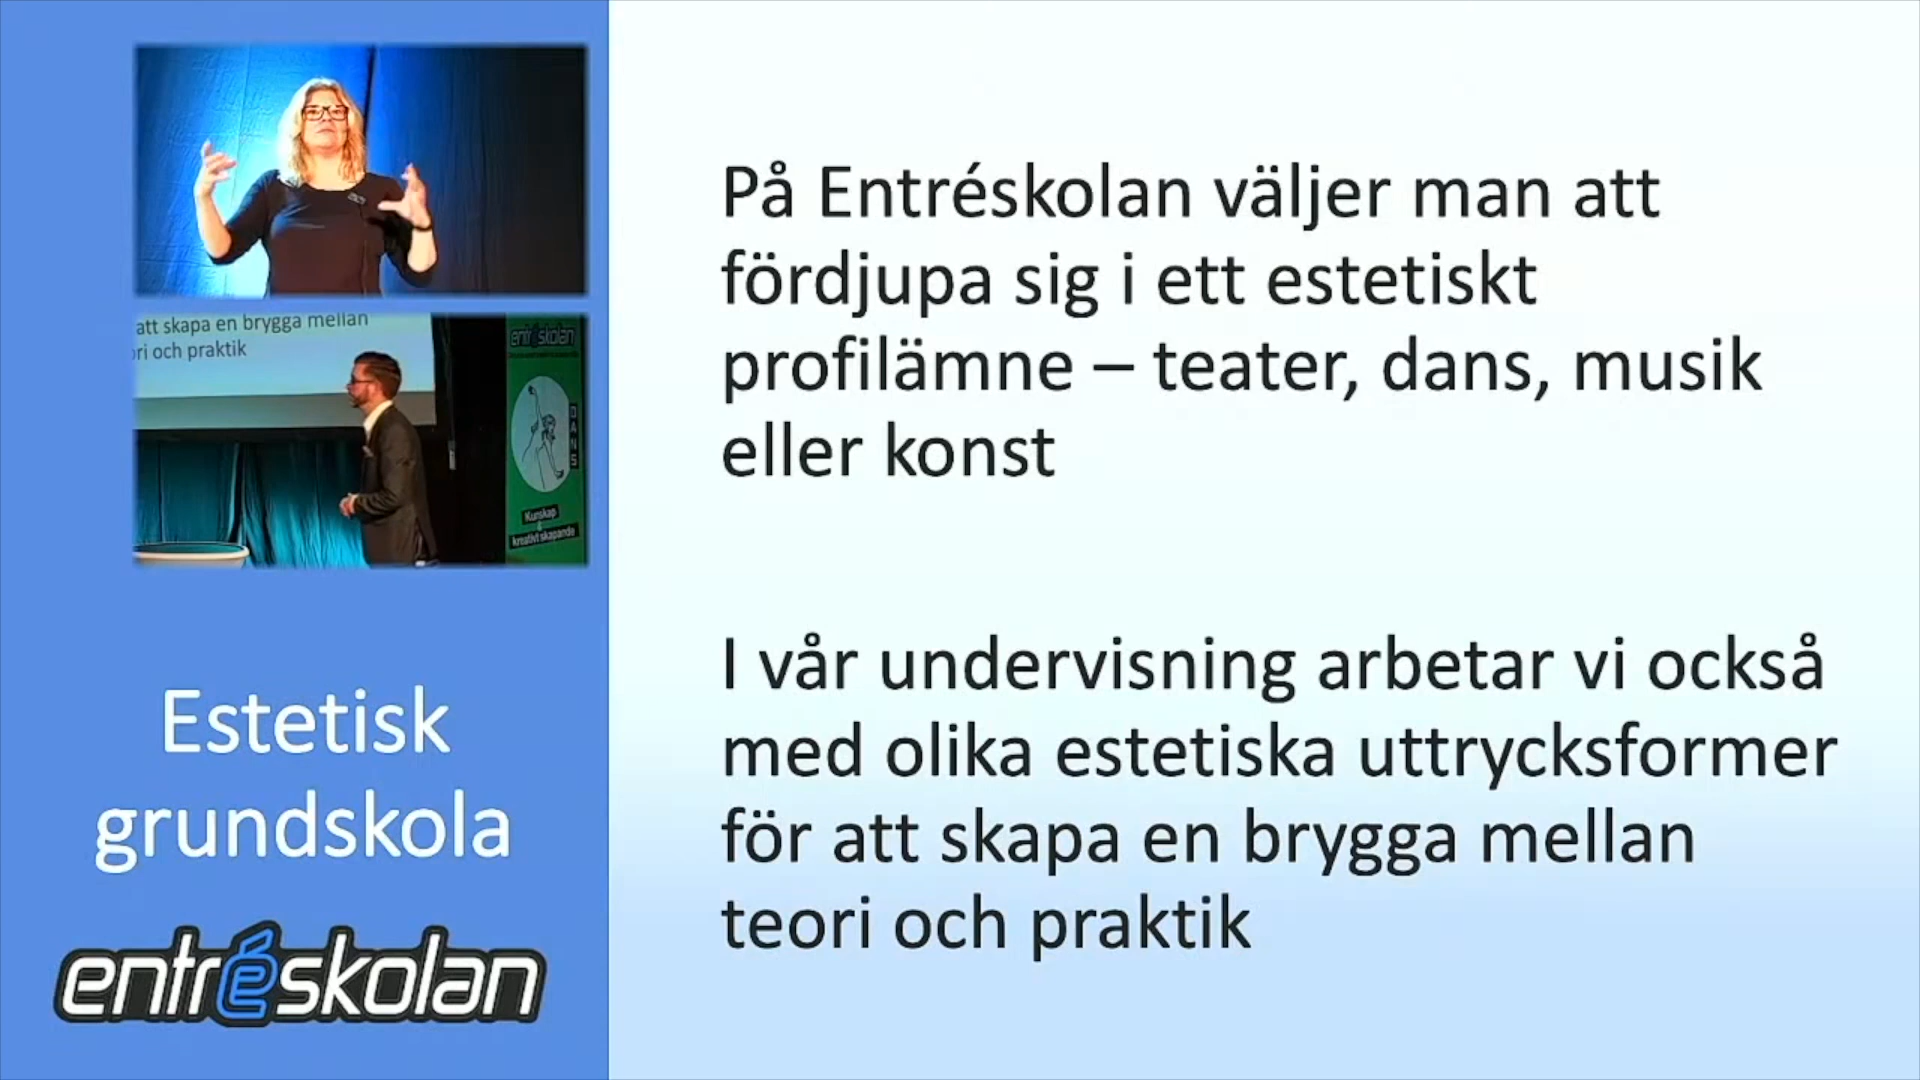 att skapa en brygga mellan
ori och praktik
entréskolan
DANS
Kunskap
&
kreativt skapande
Estetisk
grundskola
entréskolan
På Entréskolan väljer man att
fördjupa sig i ett estetiskt
profilämne – teater, dans, musik
eller konst
I vår undervisning arbetar vi också
med olika estetiska uttrycksformer
för att skapa en brygga mellan
teori och praktik